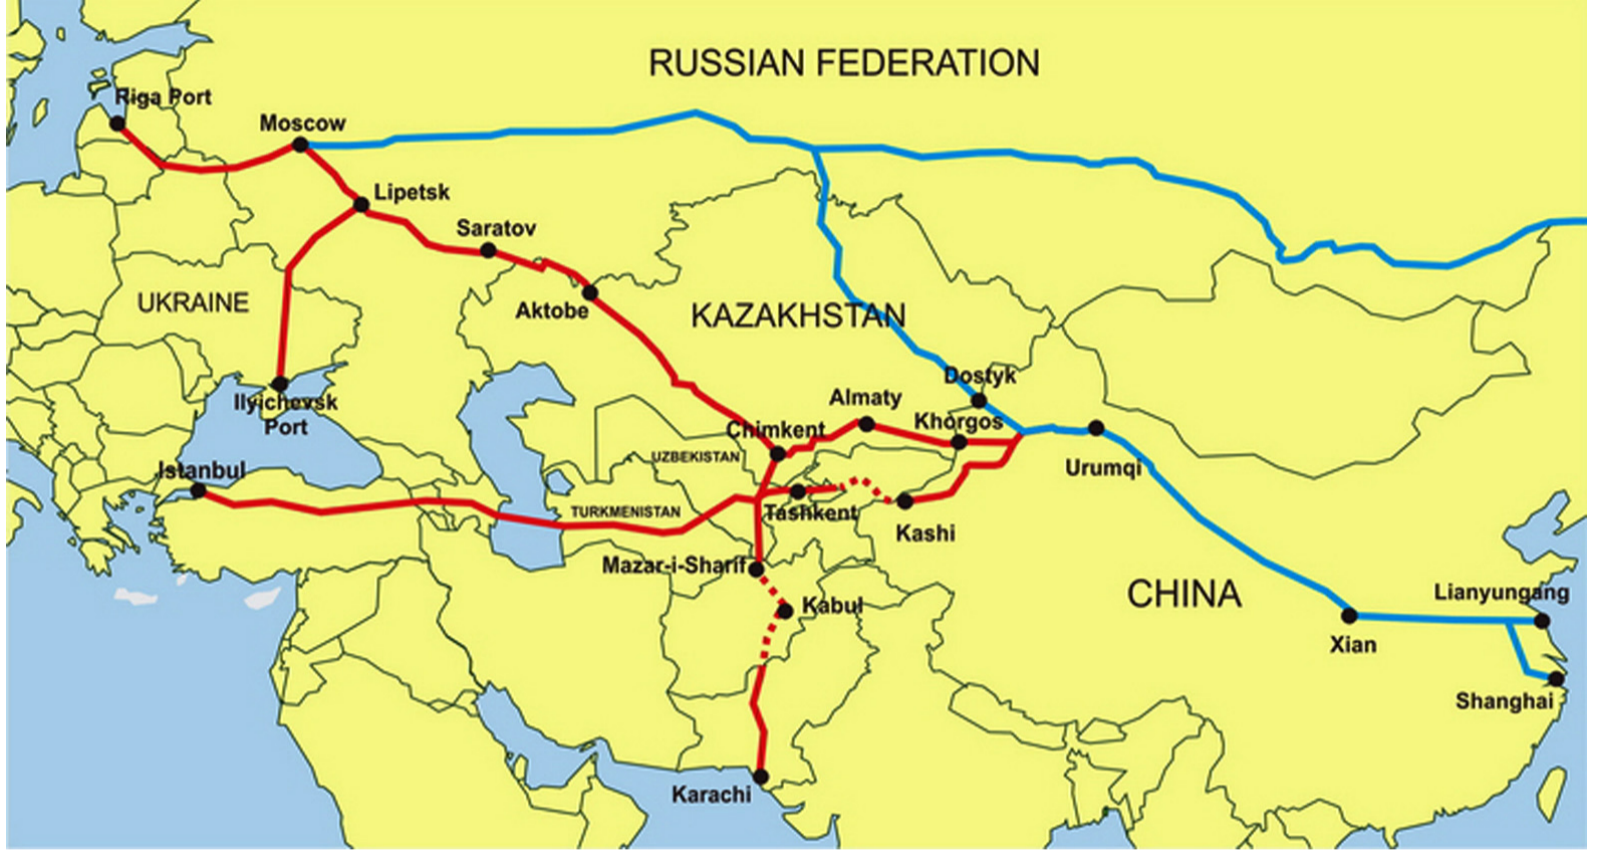 RUSSIAN FEDERATION
Riga Port
Moscow
Lipetsk
Saratov
UKRAINE
Aktobe
KAZAKHSTAN
Dostyk
Ilyichevsk
Port
Almaty
Khorgos
Chimkent
UZBEKISTAN
Istanbul
Urumqi
TURKMENISTAN
Tashkent
Kashi
Mazar-i-Sharif
Kabul
CHINA
Lianyungang
Xian
Shanghai
Karachi